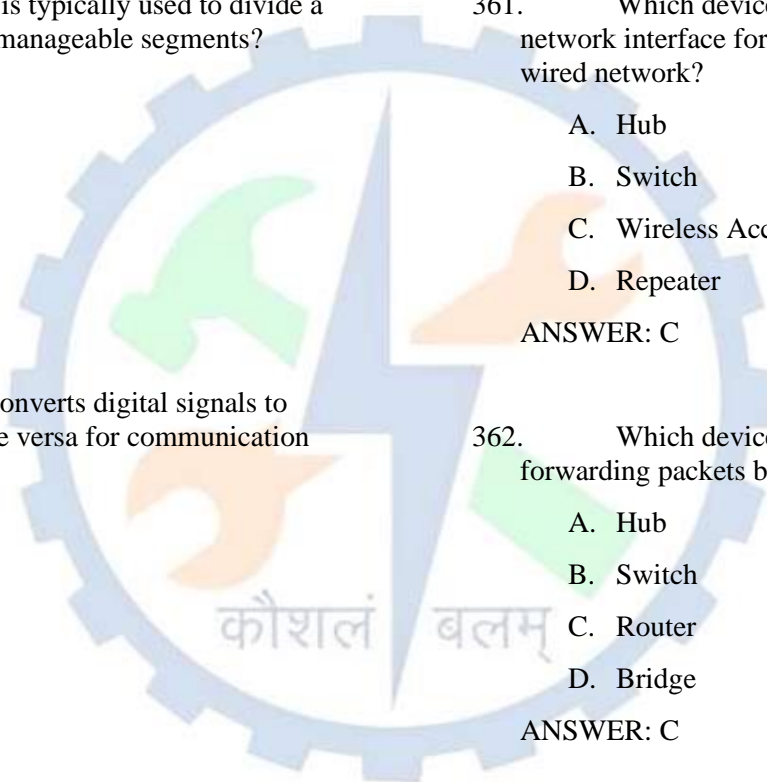 is typically used to divide a
manageable segments?
onverts digital signals to
e versa for communication
361. Which device
network interface for
wired network?
A. Hub
B. Switch
C. Wireless Acc
D. Repeater
ANSWER: C
362. Which device
forwarding packets b
A. Hub
B. Switch
C. Router
D. Bridge
ANSWER: C
कौशलं बलम्